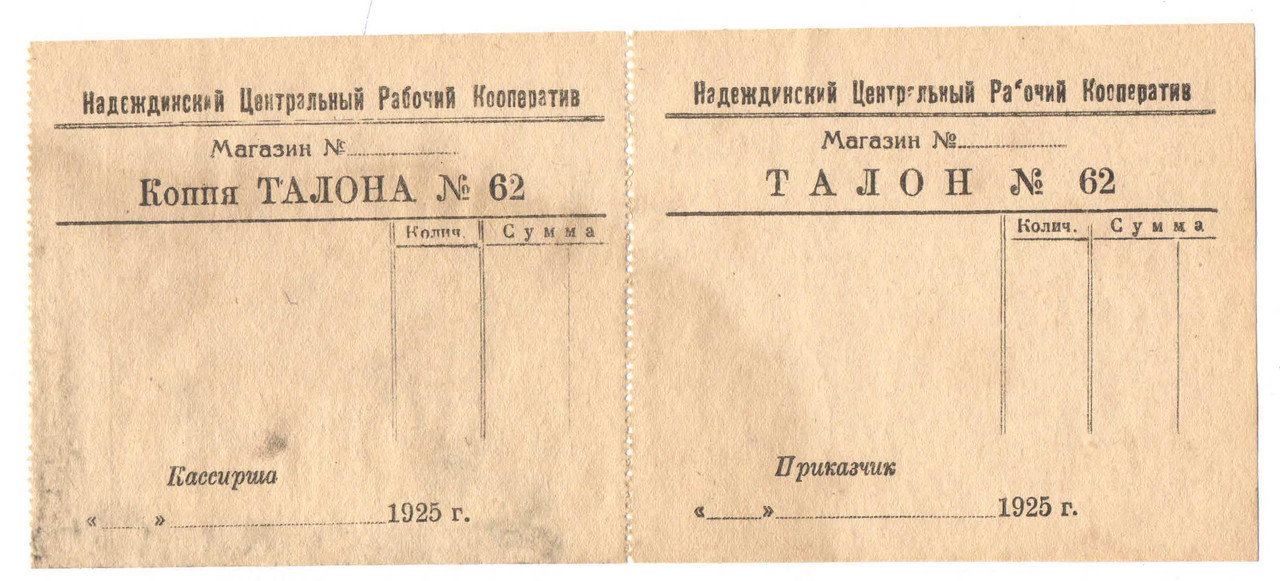 Надеждинский Центральный Рабочий Кооператив
Магазин №
Копия ТАЛОНА № 62
Колич. Сумма
Кассирша
« » 1925 г.
Надеждинский Центральный Рабочий Кооператив
Магазин №
ТАЛОН № 62
Колич. Сумма
Приказчик
« » 1925 г.